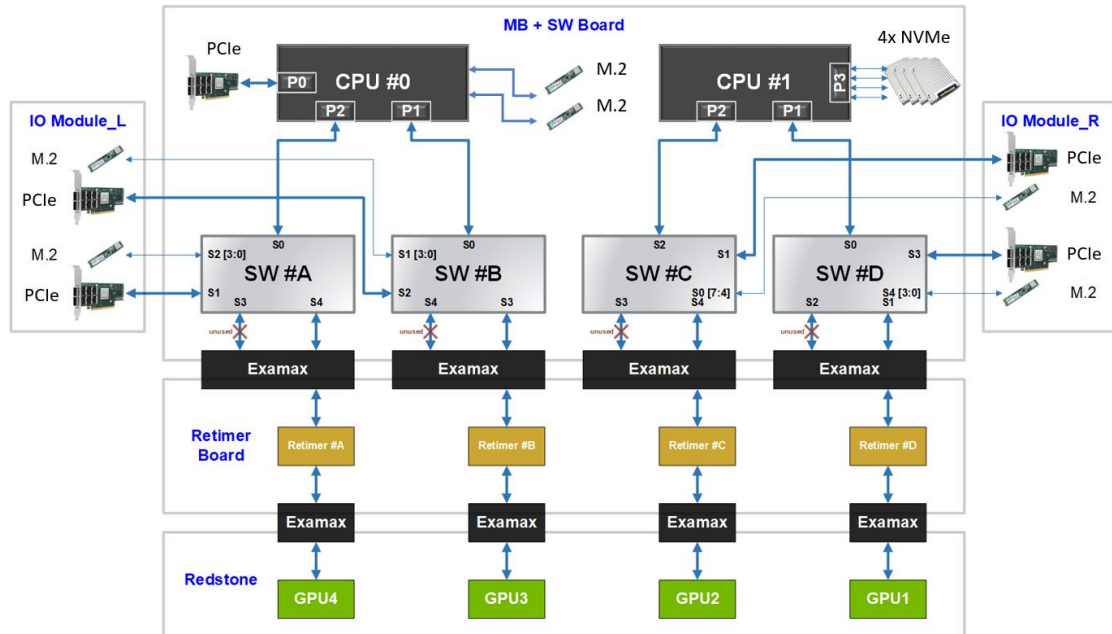 MB + SW Board
PCIe
P0
CPU #0
P2
P1
M.2
M.2
CPU #1
P3
P2
P1
4x NVMe
IO Module_L
M.2
PCIe
M.2
PCIe
IO Module_R
PCIe
M.2
PCIe
M.2
S0
S2 [3:0]
SW #A
S1
S3
S4
S0
S1 [3:0]
SW #B
S2
S4
S3
S2
S1
SW #C
S0 [7:4]
S3
S4
S0
S3
SW #D
S4 [3:0]
S2
S1
unused
unused
unused
unused
Examax
Examax
Examax
Examax
Retimer
Board
Retimer #A
Retimer #B
Retimer #C
Retimer #D
Examax
Examax
Examax
Examax
Redstone
GPU4
GPU3
GPU2
GPU1